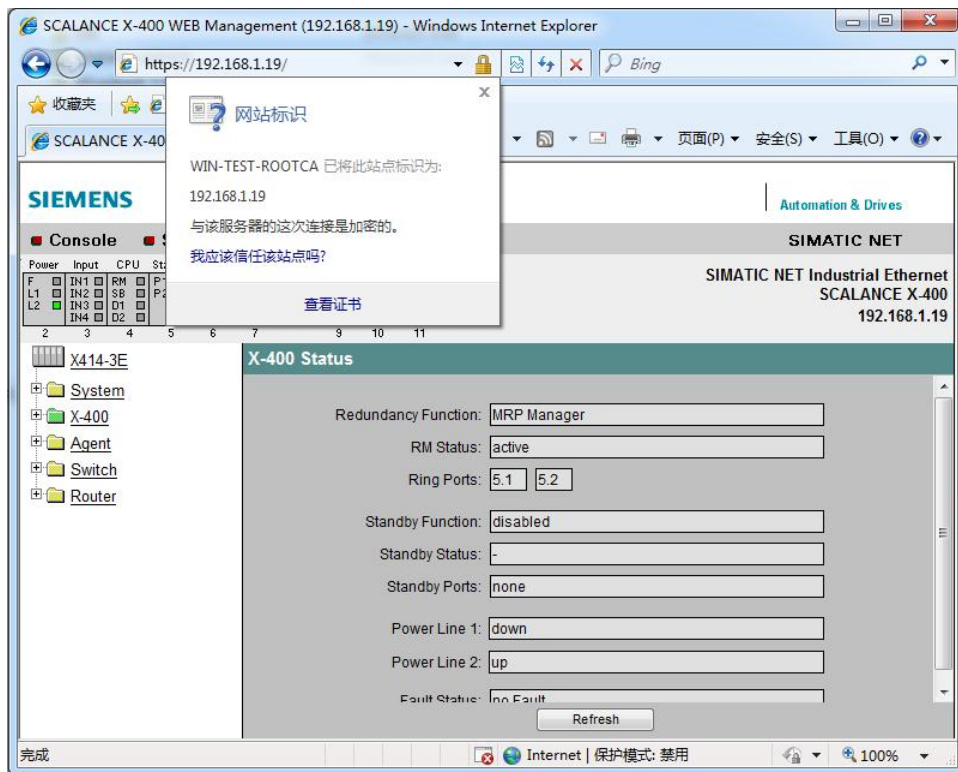 SCALANCE X-400 WEB Management (192.168.1.19) - Windows Internet Explorer
https://192.168.1.19/
Bing
收藏夹
SCALANCE X-40
页面(P)
安全(S)
工具(O)
网站标识
WIN-TEST-ROOTCA 已将此站点标识为:
192.168.1.19
与该服务器的这次连接是加密的。
我应该信任该站点吗?
查看证书
SIEMENS
Automation & Drives
Console
SIMATIC NET
Power Input CPU
F IN1 RM
L1 IN2 SB
L2 IN3 D1
IN4 D2
2 3 4 5 6 7 9 10 11
SIMATIC NET Industrial Ethernet
SCALANCE X-400
192.168.1.19
X414-3E
System
X-400
Agent
Switch
Router
X-400 Status
Redundancy Function: MRP Manager
RM Status: active
Ring Ports: 5.1 5.2
Standby Function: disabled
Standby Status: -
Standby Ports: none
Power Line 1: down
Power Line 2: up
Fault Status: no Fault
Refresh
完成
Internet | 保护模式: 禁用
100%